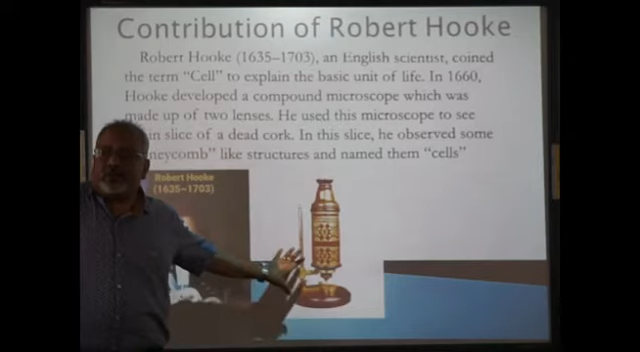 Contribution of Robert Hooke
Robert Hooke (1635–1703), an English scientist, coined
the term “Cell” to explain the basic unit of life. In 1660,
Hooke developed a compound microscope which was
made up of two lenses. He used this microscope to see
slice of a dead cork. In this slice, he observed some
like structures and named them “cells”
Robert Hooke
(1635–1703)